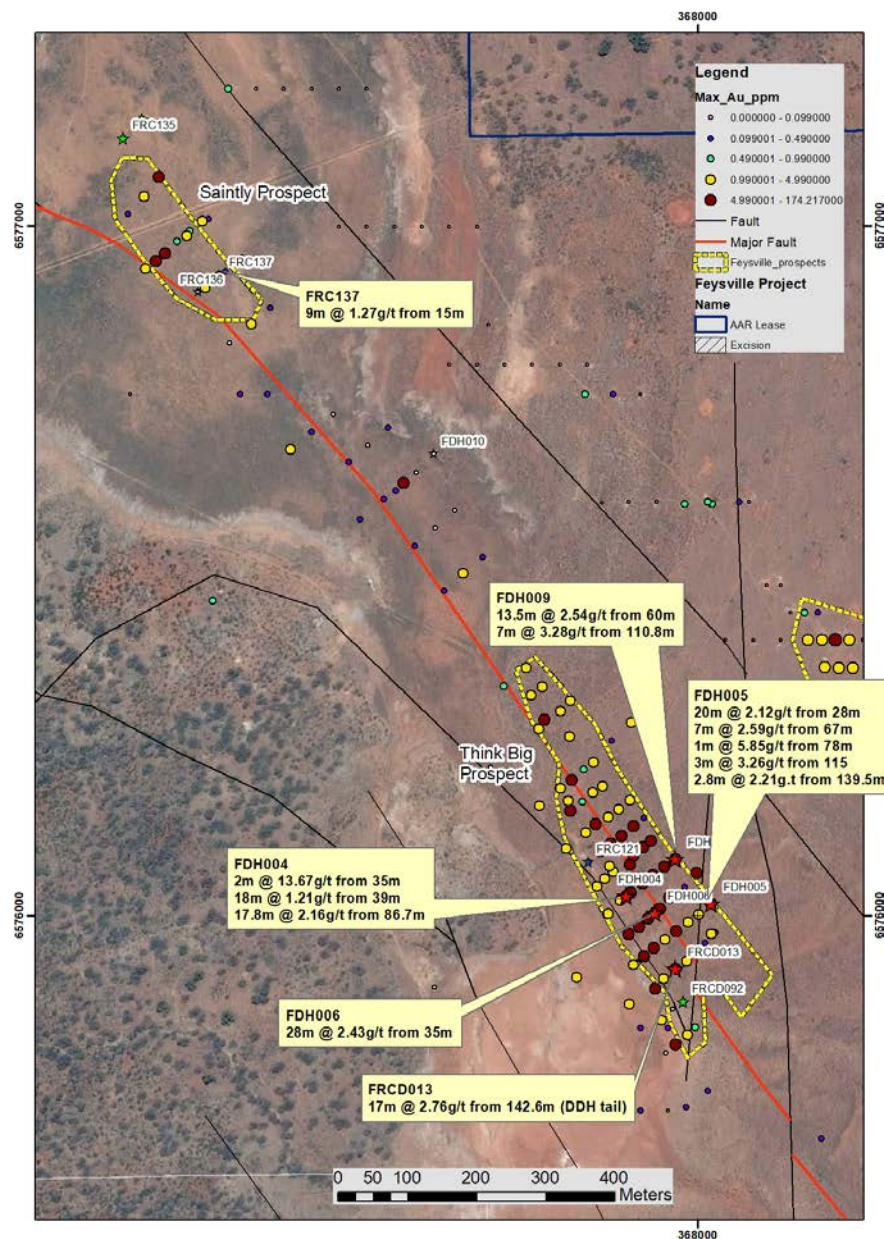 368000
Legend
Max_Au_ppm
0.000000 - 0.099000
0.099001 - 0.490000
0.490001 - 0.990000
0.990001 - 4.990000
4.990001 - 174.217000
Fault
Major Fault
Feysville_prospects
Feysville Project
Name
AAR Lease
Excision
FRC135
Saintly Prospect
6577000
6577000
FRC137
FRC136
FRC137
9m @ 1.27g/t from 15m
FDH010
FDH009
13.5m @ 2.54g/t from 60m
7m @ 3.28g/t from 110.8m
FDH005
20m @ 2.12g/t from 28m
7m @ 2.59g/t from 67m
1m @ 5.85g/t from 78m
3m @ 3.26g/t from 115
2.8m @ 2.21g.t from 139.5m
Think Big
Prospect
FDH
FRC121
FDH004
2m @ 13.67g/t from 35m
18m @ 1.21g/t from 39m
17.8m @ 2.16g/t from 86.7m
FDH004
FDH006
FDH005
6576000
6576000
FRCD013
FRCD092
FDH006
28m @ 2.43g/t from 35m
FRCD013
17m @ 2.76g/t from 142.6m (DDH tail)
0 50 100 200 300 400
Meters
368000